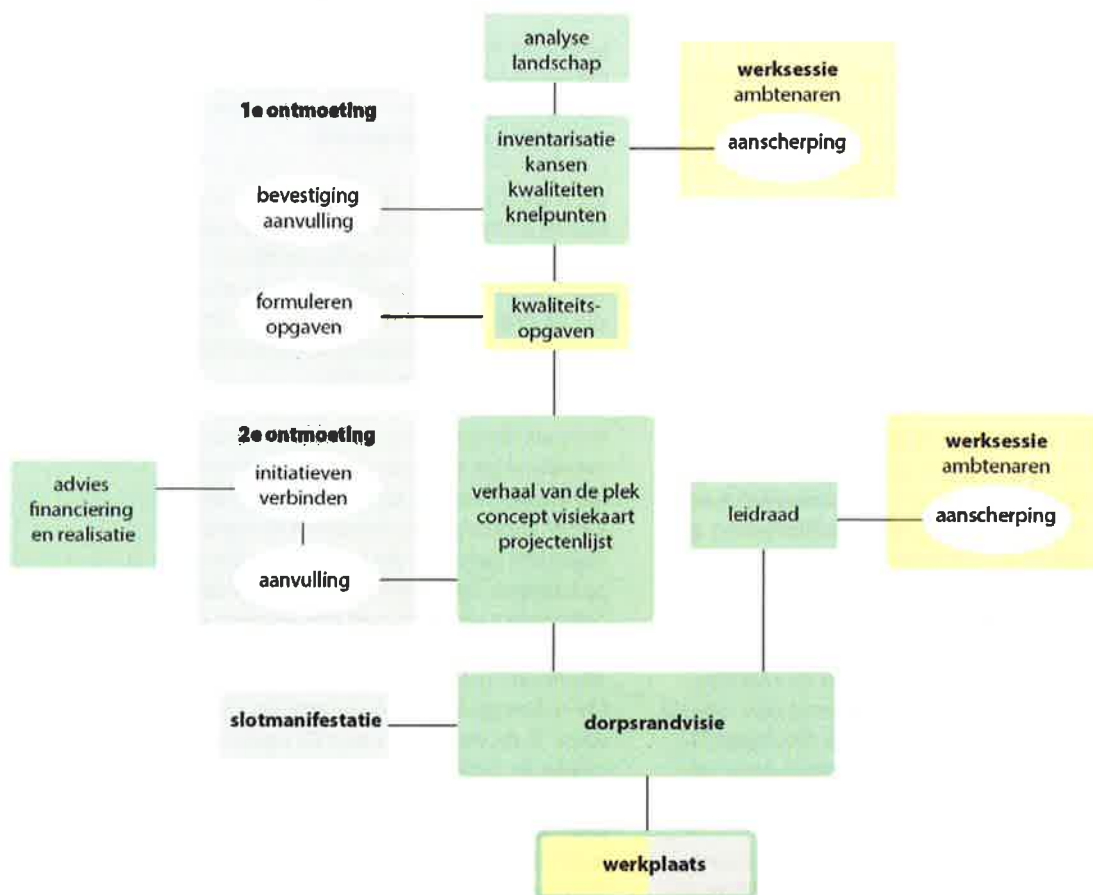 analyse
landschap
werksessie
ambtenaren
aanscherping
1e ontmoeting
inventarisatie
kansen
kwaliteiten
knelpunten
bevestiging
aanvulling
formuleren
opgaven
kwaliteits-
opgaven
2e ontmoeting
initiatieven
verbinden
aanvulling
advies
financiering
en realisatie
verhaal van de plek
concept visiekaart
projectenlijst
leidraad
werksessie
ambtenaren
aanscherping
slotmanifestatie
dorpsrandvisie
werkplaats